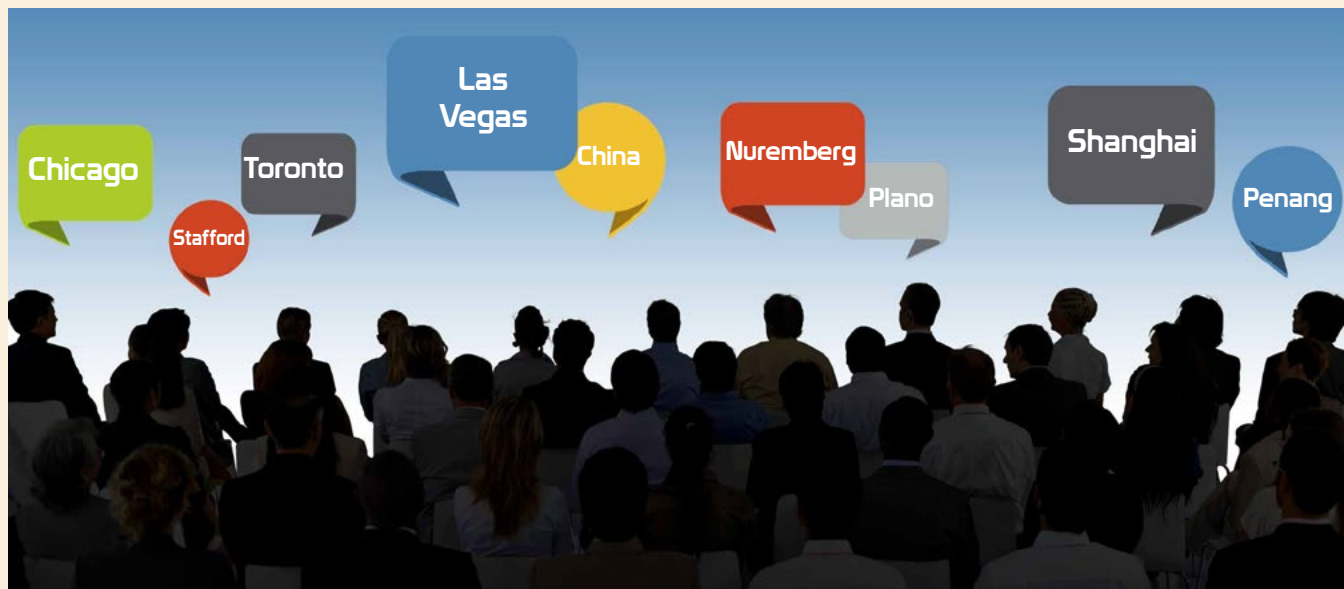 Chicago
Stafford
Toronto
Las
Vegas
China
Nuremberg
Plano
Shanghai
Penang